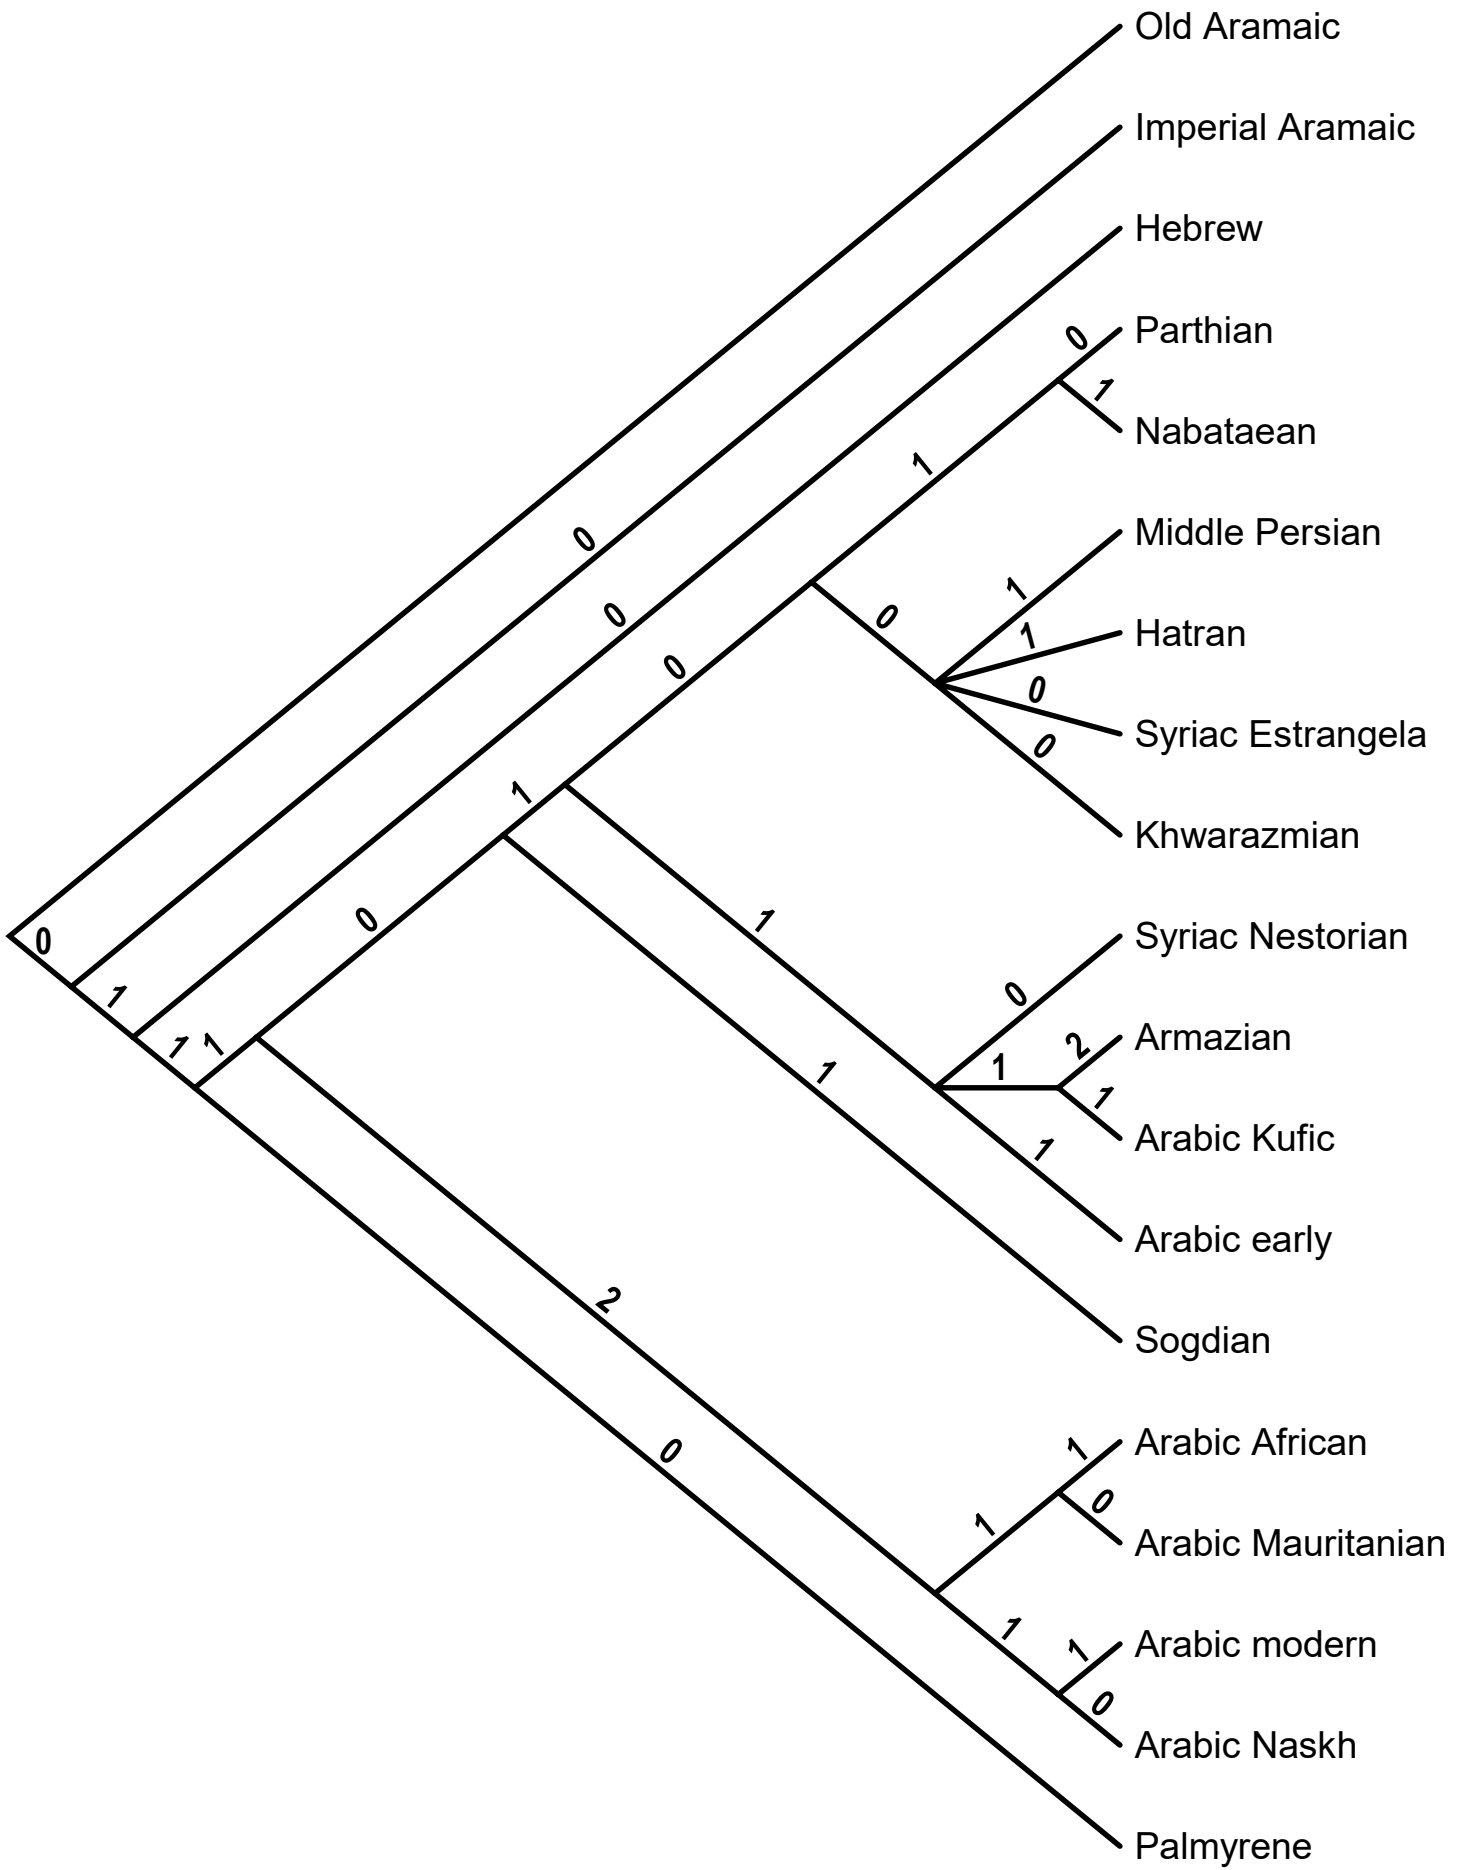 Old Aramaic
Imperial Aramaic
Hebrew
0 Parthian
1 Nabataean
1
Middle Persian
0
1
0
1 Hatran
0
0
0 Syriac Estrangela
0
1
Khwarazmian
0
1
Syriac Nestorian
0
0
1
2 Armazian
1
1
1
1
1 Arabic Kufic
1
1
Arabic early
2
Sogdian
1 Arabic African
0
0
1
Arabic Mauritanian
1
1 Arabic modern
0
Arabic Naskh
Palmyrene